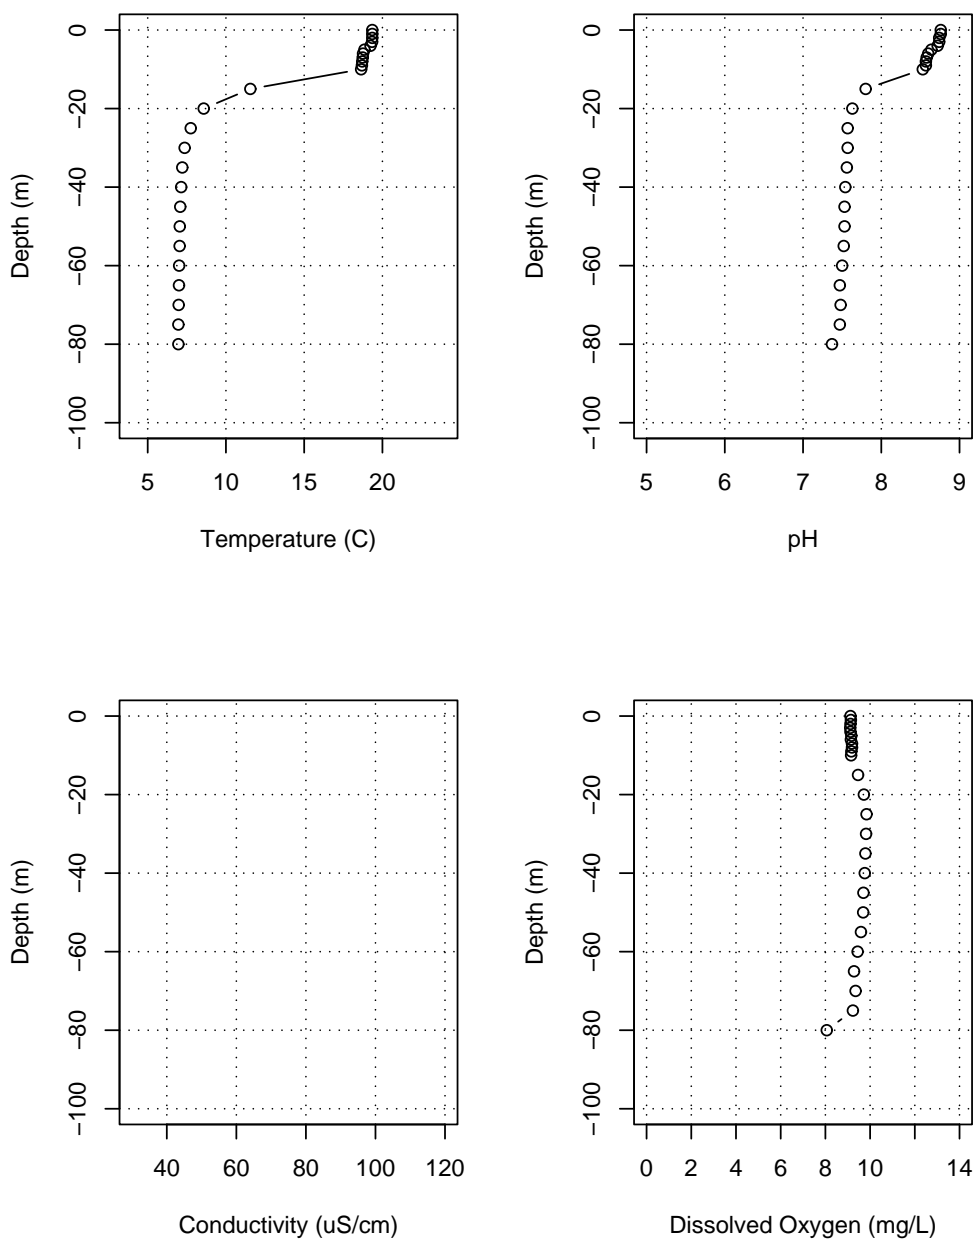 0
−20
−40
−60
−80
−100
Depth (m)
5 10 15 20
Temperature (C)
0
−20
−40
−60
−80
−100
Depth (m)
5 6 7 8 9
pH
0
−20
−40
−60
−80
−100
Depth (m)
40 60 80 100 120
Conductivity (uS/cm)
0
−20
−40
−60
−80
−100
Depth (m)
0 2 4 6 8 10 14
Dissolved Oxygen (mg/L)